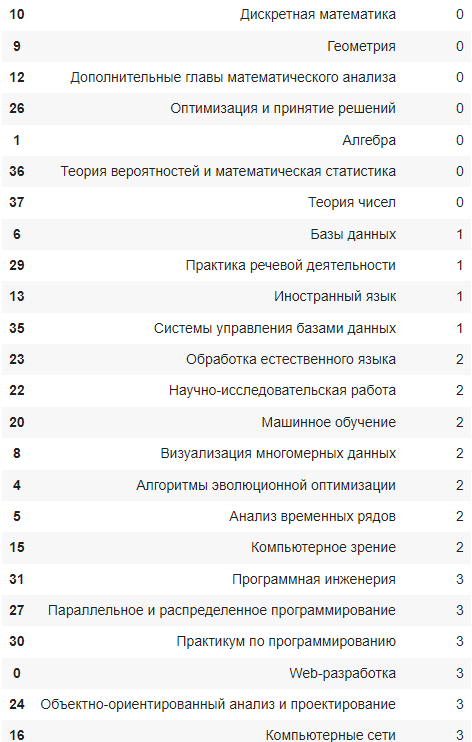 10 Дискретная математика 0
9 Геометрия 0
12 Дополнительные главы математического анализа 0
26 Оптимизация и принятие решений 0
1 Алгебра 0
36 Теория вероятностей и математическая статистика 0
37 Теория чисел 0
6 Базы данных 1
29 Практика речевой деятельности 1
13 Иностранный язык 1
35 Системы управления базами данных 1
23 Обработка естественного языка 2
22 Научно-исследовательская работа 2
20 Машинное обучение 2
8 Визуализация многомерных данных 2
4 Алгоритмы эволюционной оптимизации 2
5 Анализ временных рядов 2
15 Компьютерное зрение 2
31 Программная инженерия 3
27 Параллельное и распределенное программирование 3
30 Практикум по программированию 3
0 Web-разработка 3
24 Объектно-ориентированный анализ и проектирование 3
16 Компьютерные сети 3